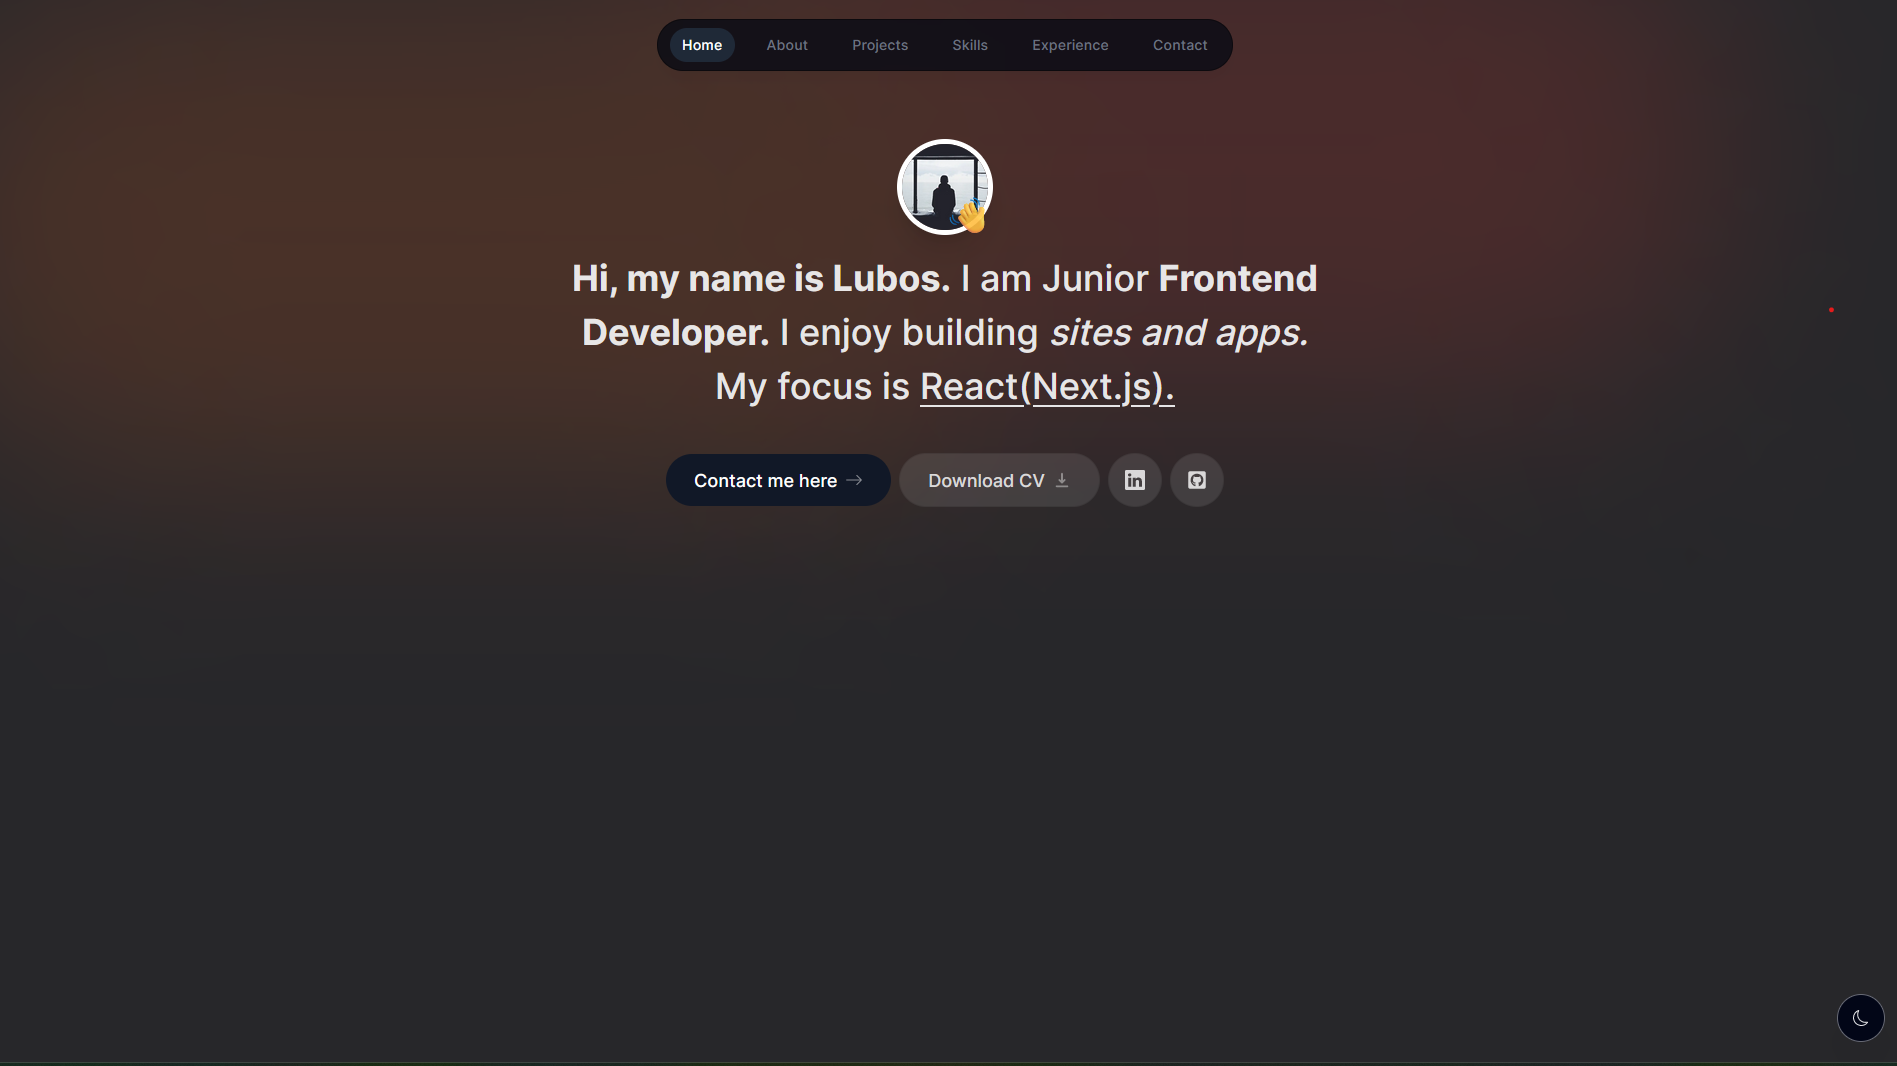 Home About Projects Skills Experience Contact
Hi, my name is Lubos. I am Junior Frontend
Developer. I enjoy building sites and apps.
My focus is React(Next.js).
Contact me here Download CV in